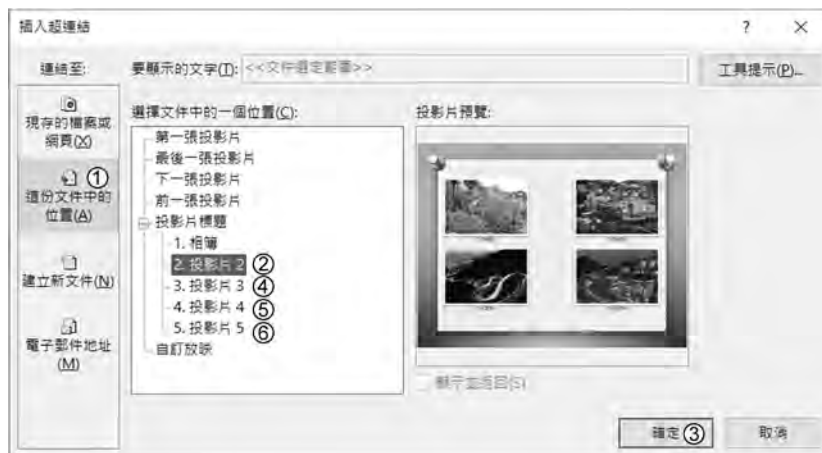 插入超連結
? ×
連結至:
要顯示的文字(T): <<文件選定範圍>>
工具提示(P)...
現存的檔案或
網頁(X)
①
這份文件中的
位置(A)
建立新文件(N)
電子郵件地址
(M)
選擇文件中的一個位置(C):
第一張投影片
最後一張投影片
下一張投影片
前一張投影片
投影片標題
1. 相簿
2. 投影片 2 ②
3. 投影片 3 ④
4. 投影片 4 ⑤
5. 投影片 5 ⑥
自訂放映
投影片預覽:
顯示並返回(S)
確定 ③
取消